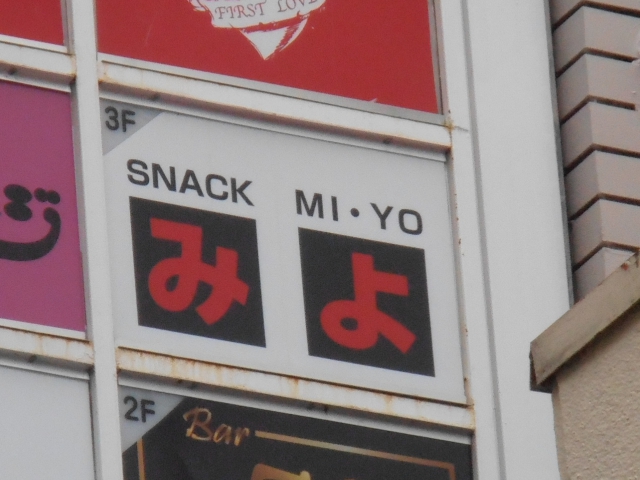 FIRST LOVE
3F
SNACK MI・YO
みよ
2F
Bar